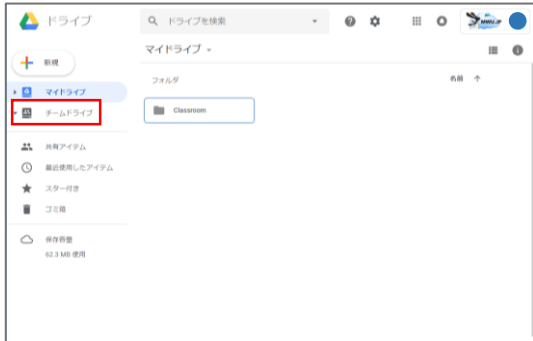 ドライブ
ドライブを検索
MWU.JP
マイドライブ
新規
フォルダ
名前 ↑
マイドライブ
Classroom
チームドライブ
共有アイテム
最近使用したアイテム
スター付き
ゴミ箱
保存容量
62.3 MB 使用